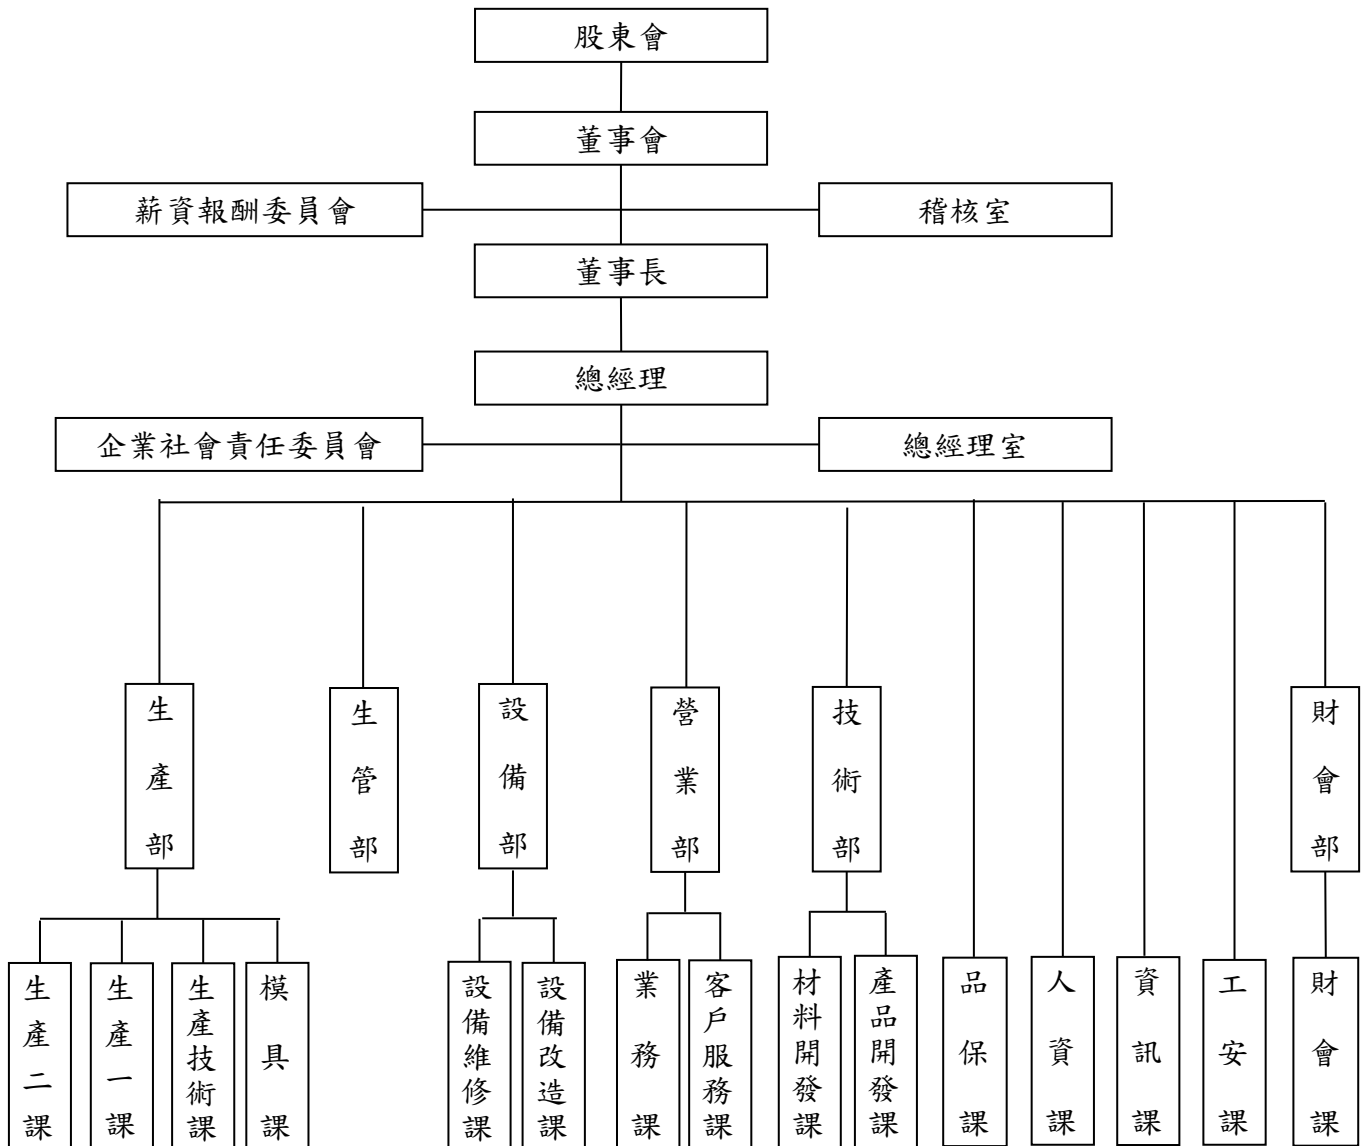 股東會
董事會
薪資報酬委員會
稽核室
董事長
總經理
企業社會責任委員會
總經理室
生產部
生管部
設備部
營業部
技術部
財會部
生產二課
生產一課
生產技術課
模具課
設備維修課
設備改造課
業務課
客戶服務課
材料開發課
產品開發課
品保課
人資課
資訊課
工安課
財會課